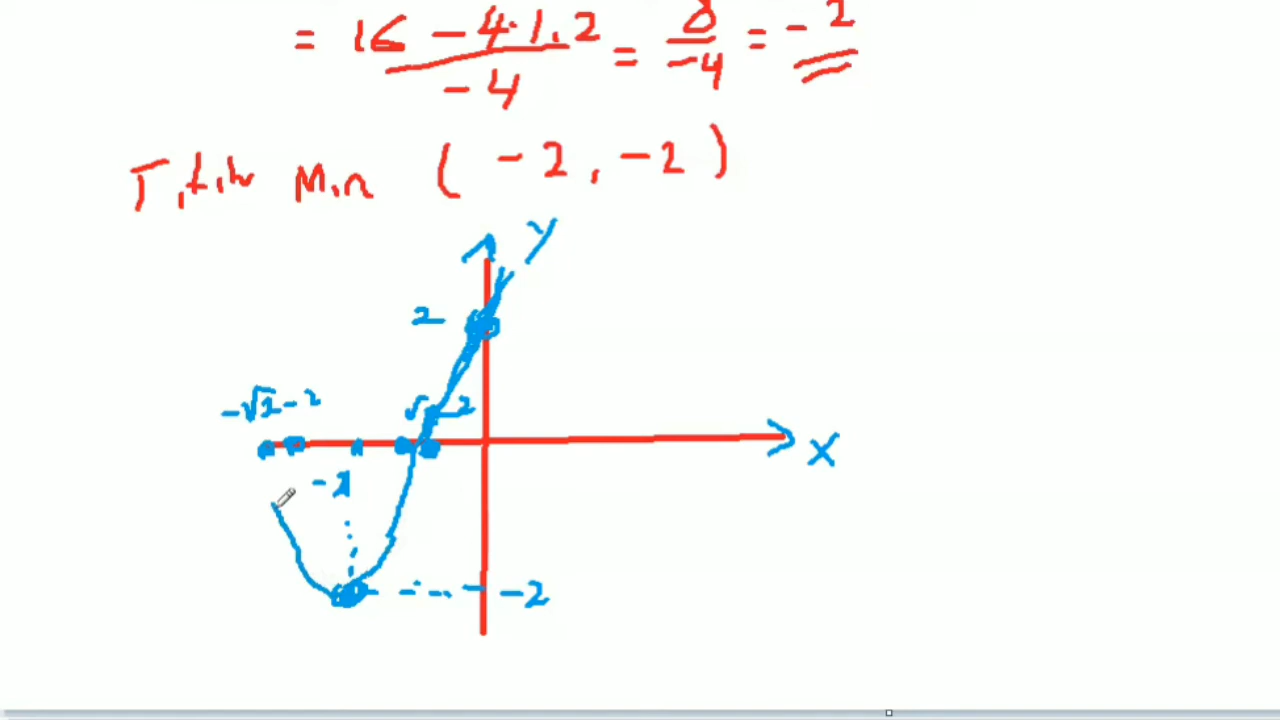 = 16 - 4.1.2 / -4 = 8 / -4 = -2
Titik Min (-2, -2)
y
2
-√2-2
√2-2
x
-2
-2